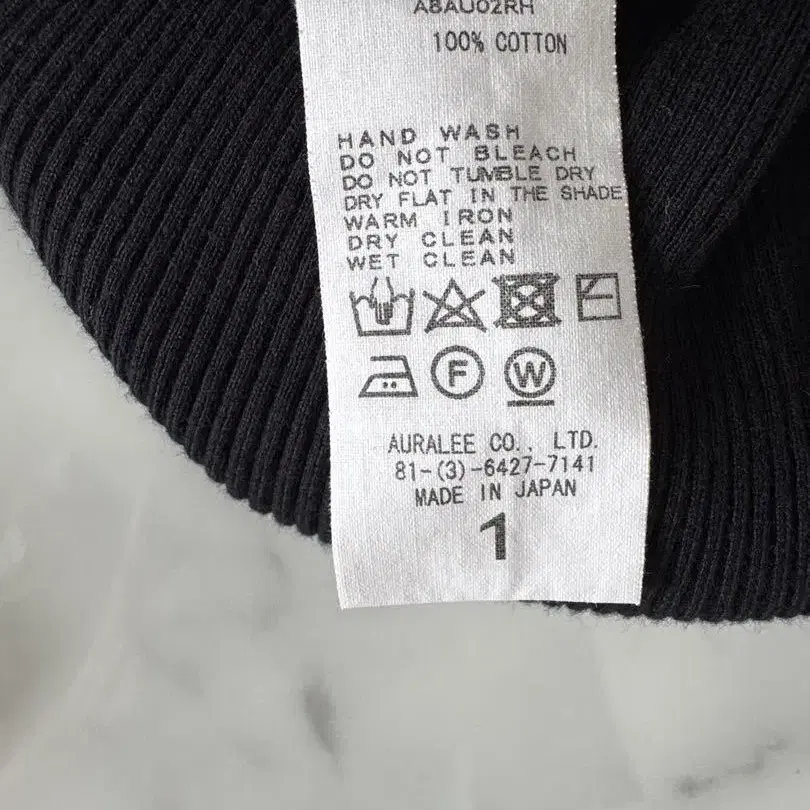 A8AU02RH
100% COTTON
HAND WASH
DO NOT BLEACH
DO NOT TUMBLE DRY
DRY FLAT IN THE SHADE
WARM IRON
DRY CLEAN
WET CLEAN
F W
AURALEE CO., LTD.
81-(3)-6427-7141
MADE IN JAPAN
1